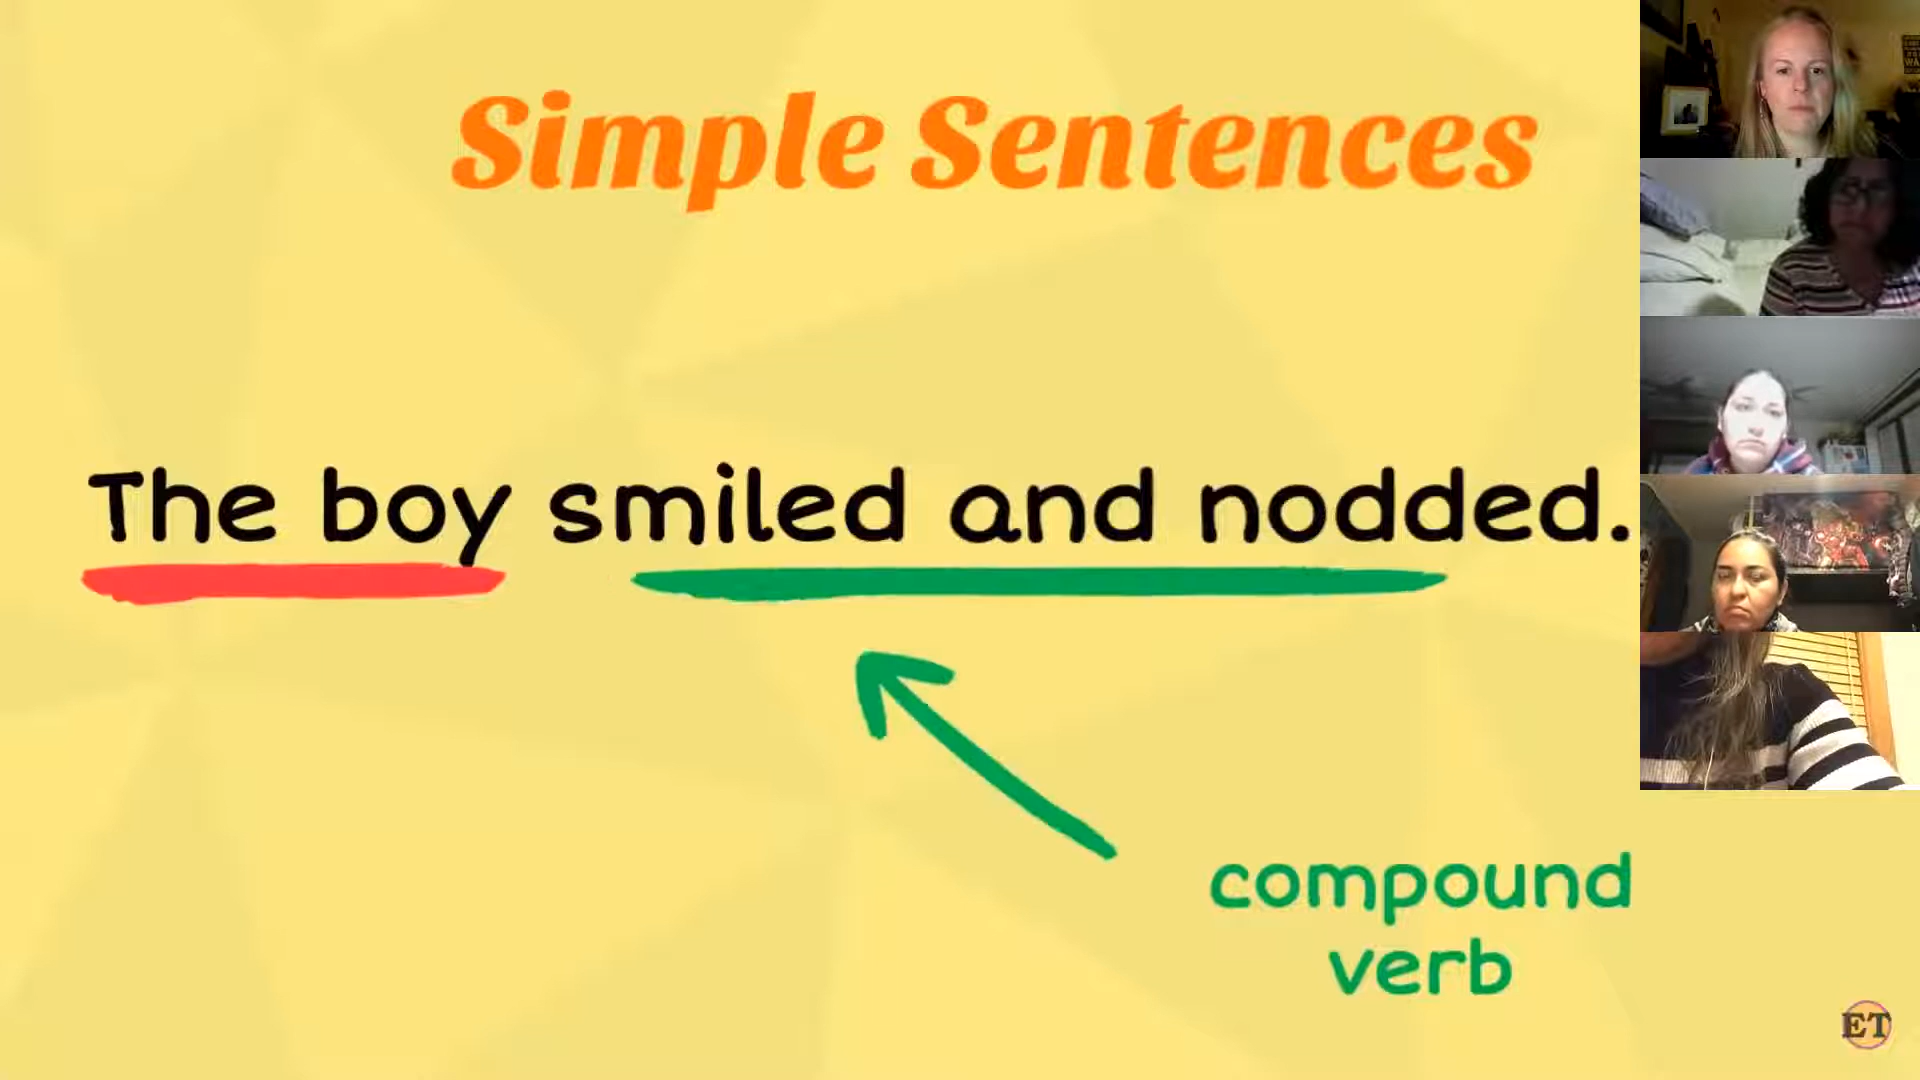 Simple Sentences
The boy smiled and nodded.
compound
verb
ET